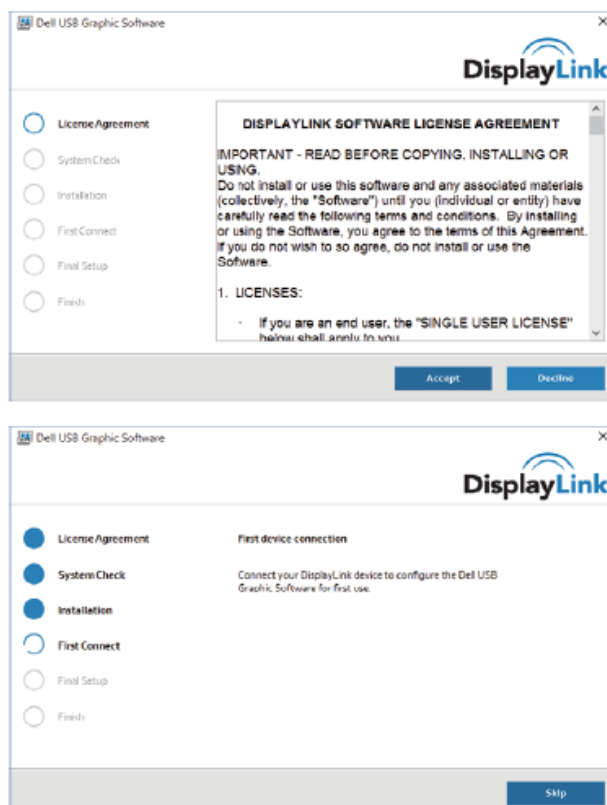 Dell USB Graphic Software
DisplayLink
License Agreement
System Check
Installation
First Connect
Final Setup
Finish
DISPLAYLINK SOFTWARE LICENSE AGREEMENT
IMPORTANT - READ BEFORE COPYING, INSTALLING OR
USING.
Do not install or use this software and any associated materials
(collectively, the "Software") until you (individual or entity) have
carefully read the following terms and conditions. By installing
or using the Software, you agree to the terms of this Agreement.
If you do not wish to so agree, do not install or use the
Software.
1. LICENSES:
· If you are an end user, the "SINGLE USER LICENSE"
below shall apply to you
Accept
Decline
Dell USB Graphic Software
DisplayLink
License Agreement
System Check
Installation
First Connect
Final Setup
Finish
First device connection
Connect your DisplayLink device to configure the Dell USB
Graphic Software for first use.
Skip